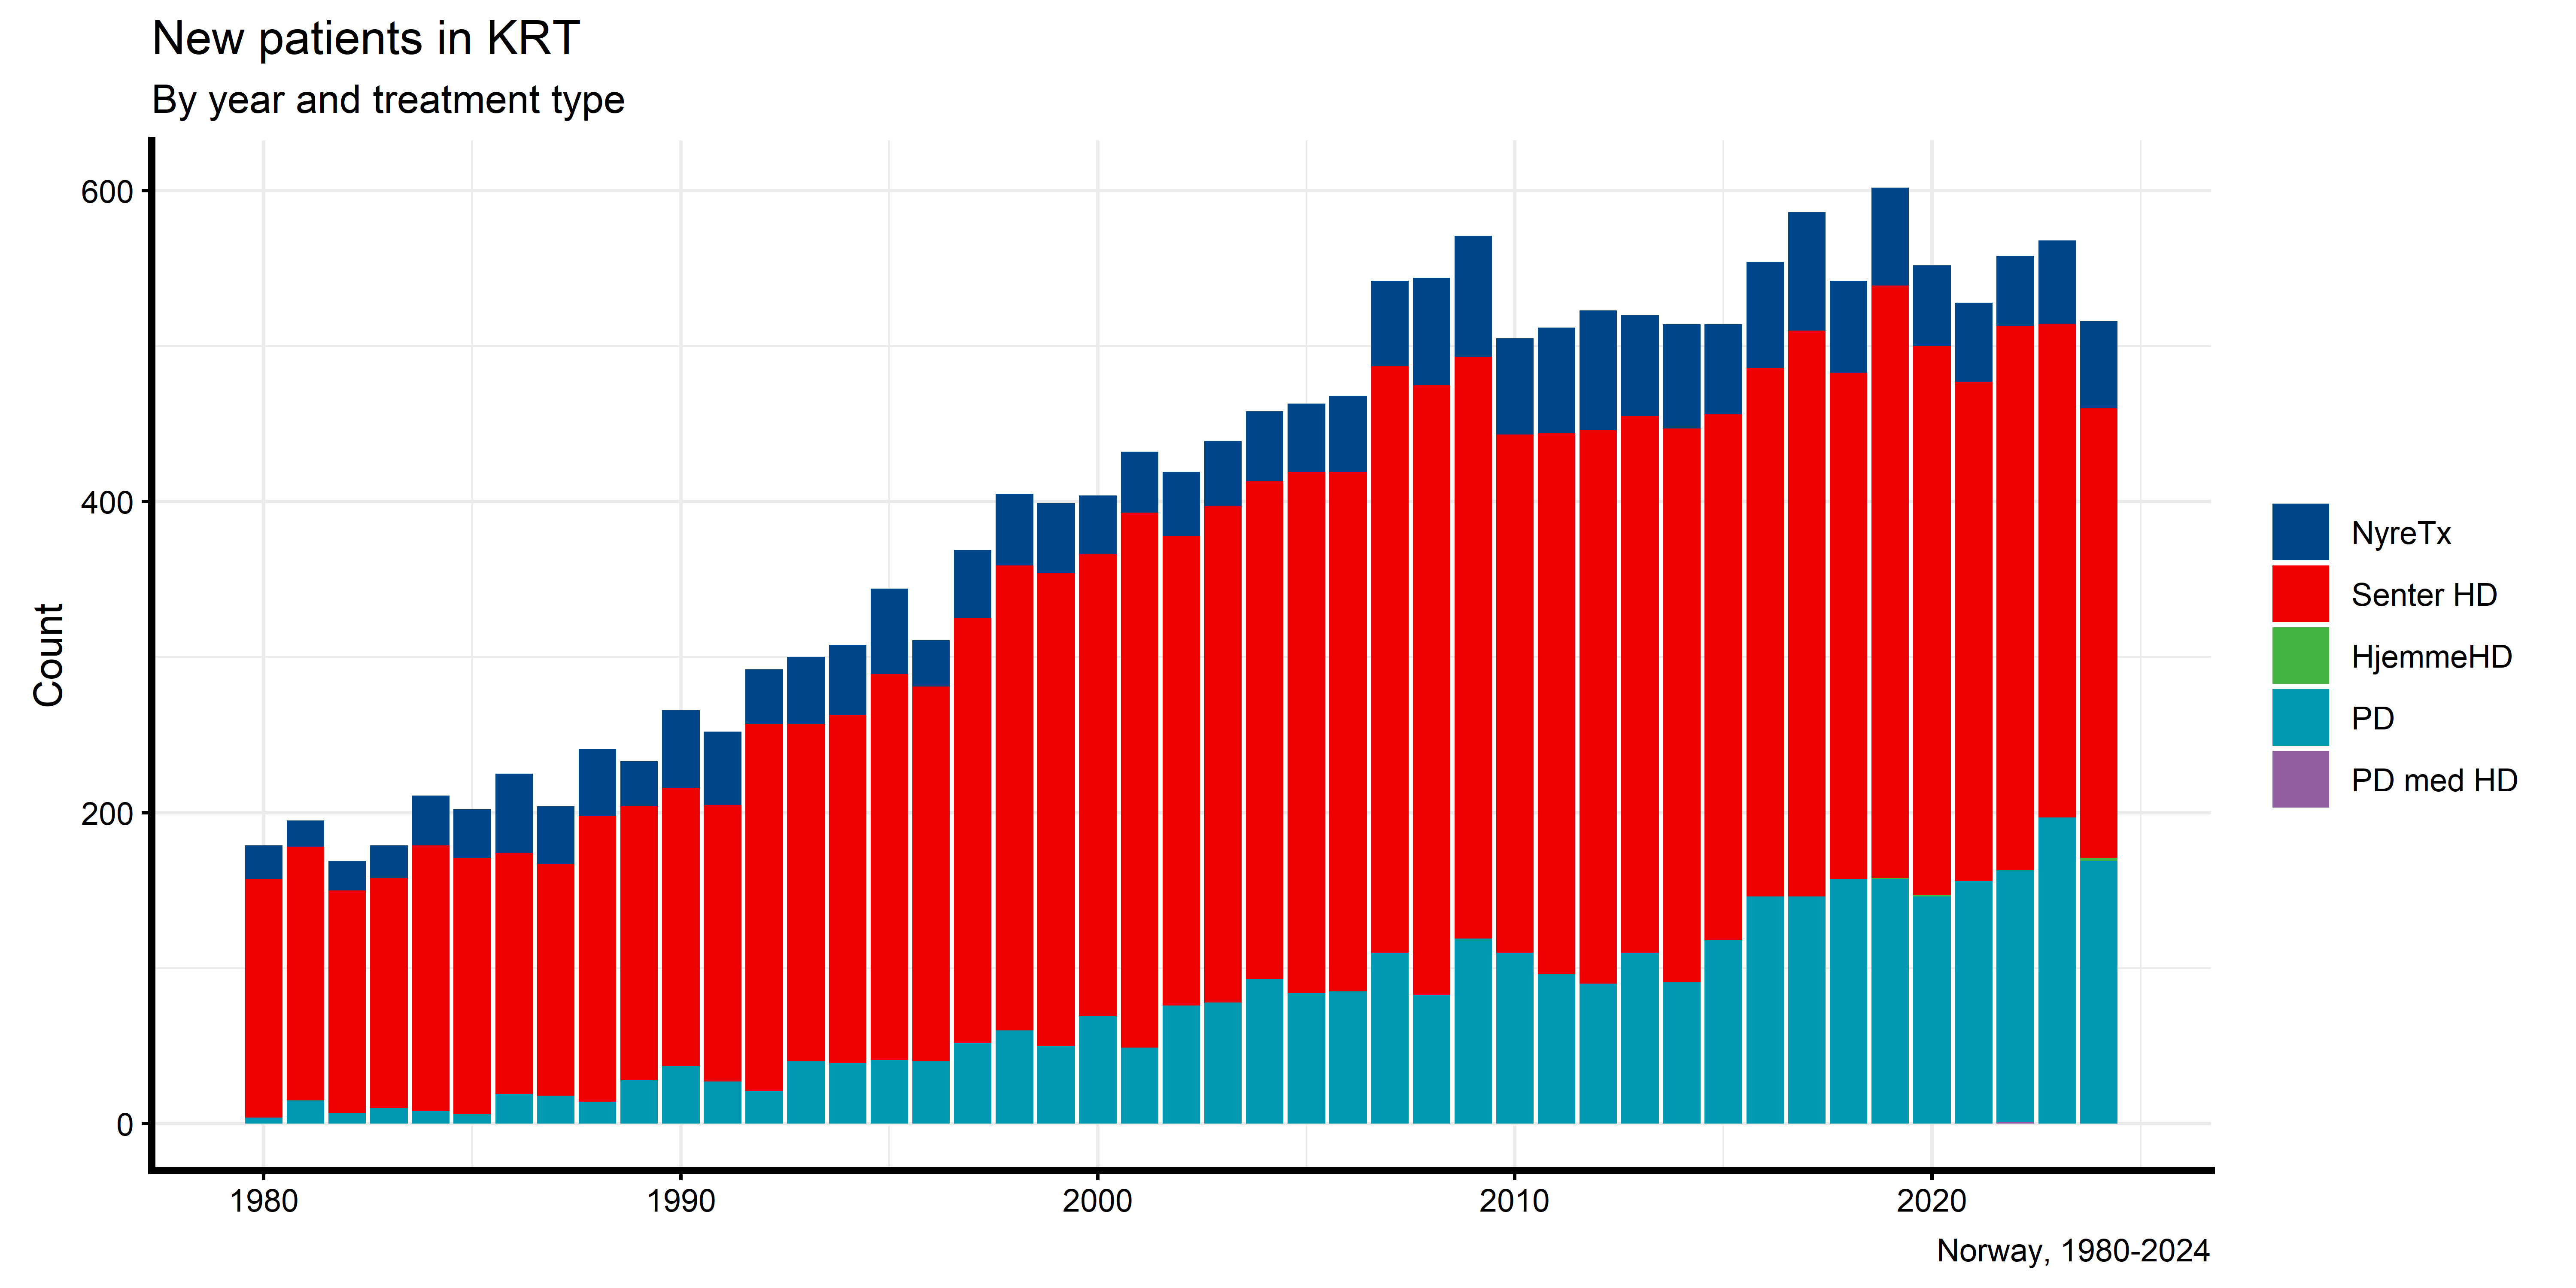 New patients in KRT
By year and treatment type
Count
600
400
200
0
1980
1990
2000
2010
2020
NyreTx
Senter HD
HjemmeHD
PD
PD med HD
Norway, 1980-2024